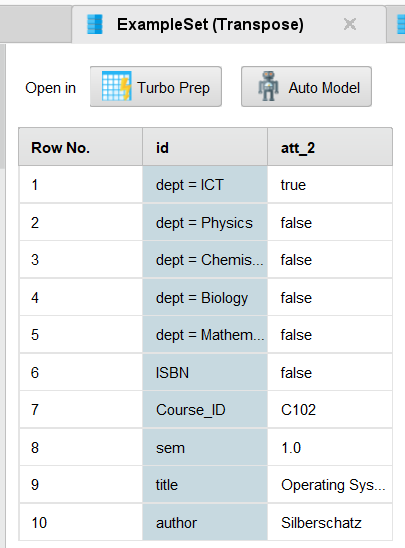 ExampleSet (Transpose)
Open in Turbo Prep Auto Model
Row No. id att_2
1 dept = ICT true
2 dept = Physics false
3 dept = Chemis... false
4 dept = Biology false
5 dept = Mathem... false
6 ISBN false
7 Course_ID C102
8 sem 1.0
9 title Operating Sys...
10 author Silberschatz